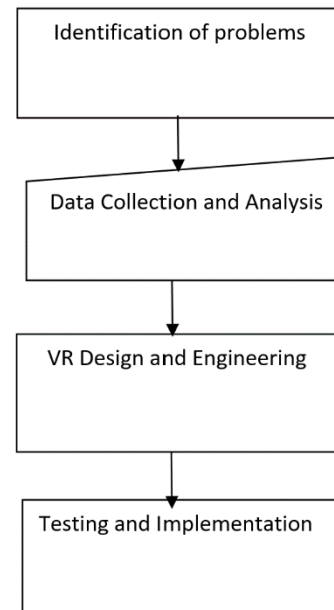 Identification of problems
Data Collection and Analysis
VR Design and Engineering
Testing and Implementation